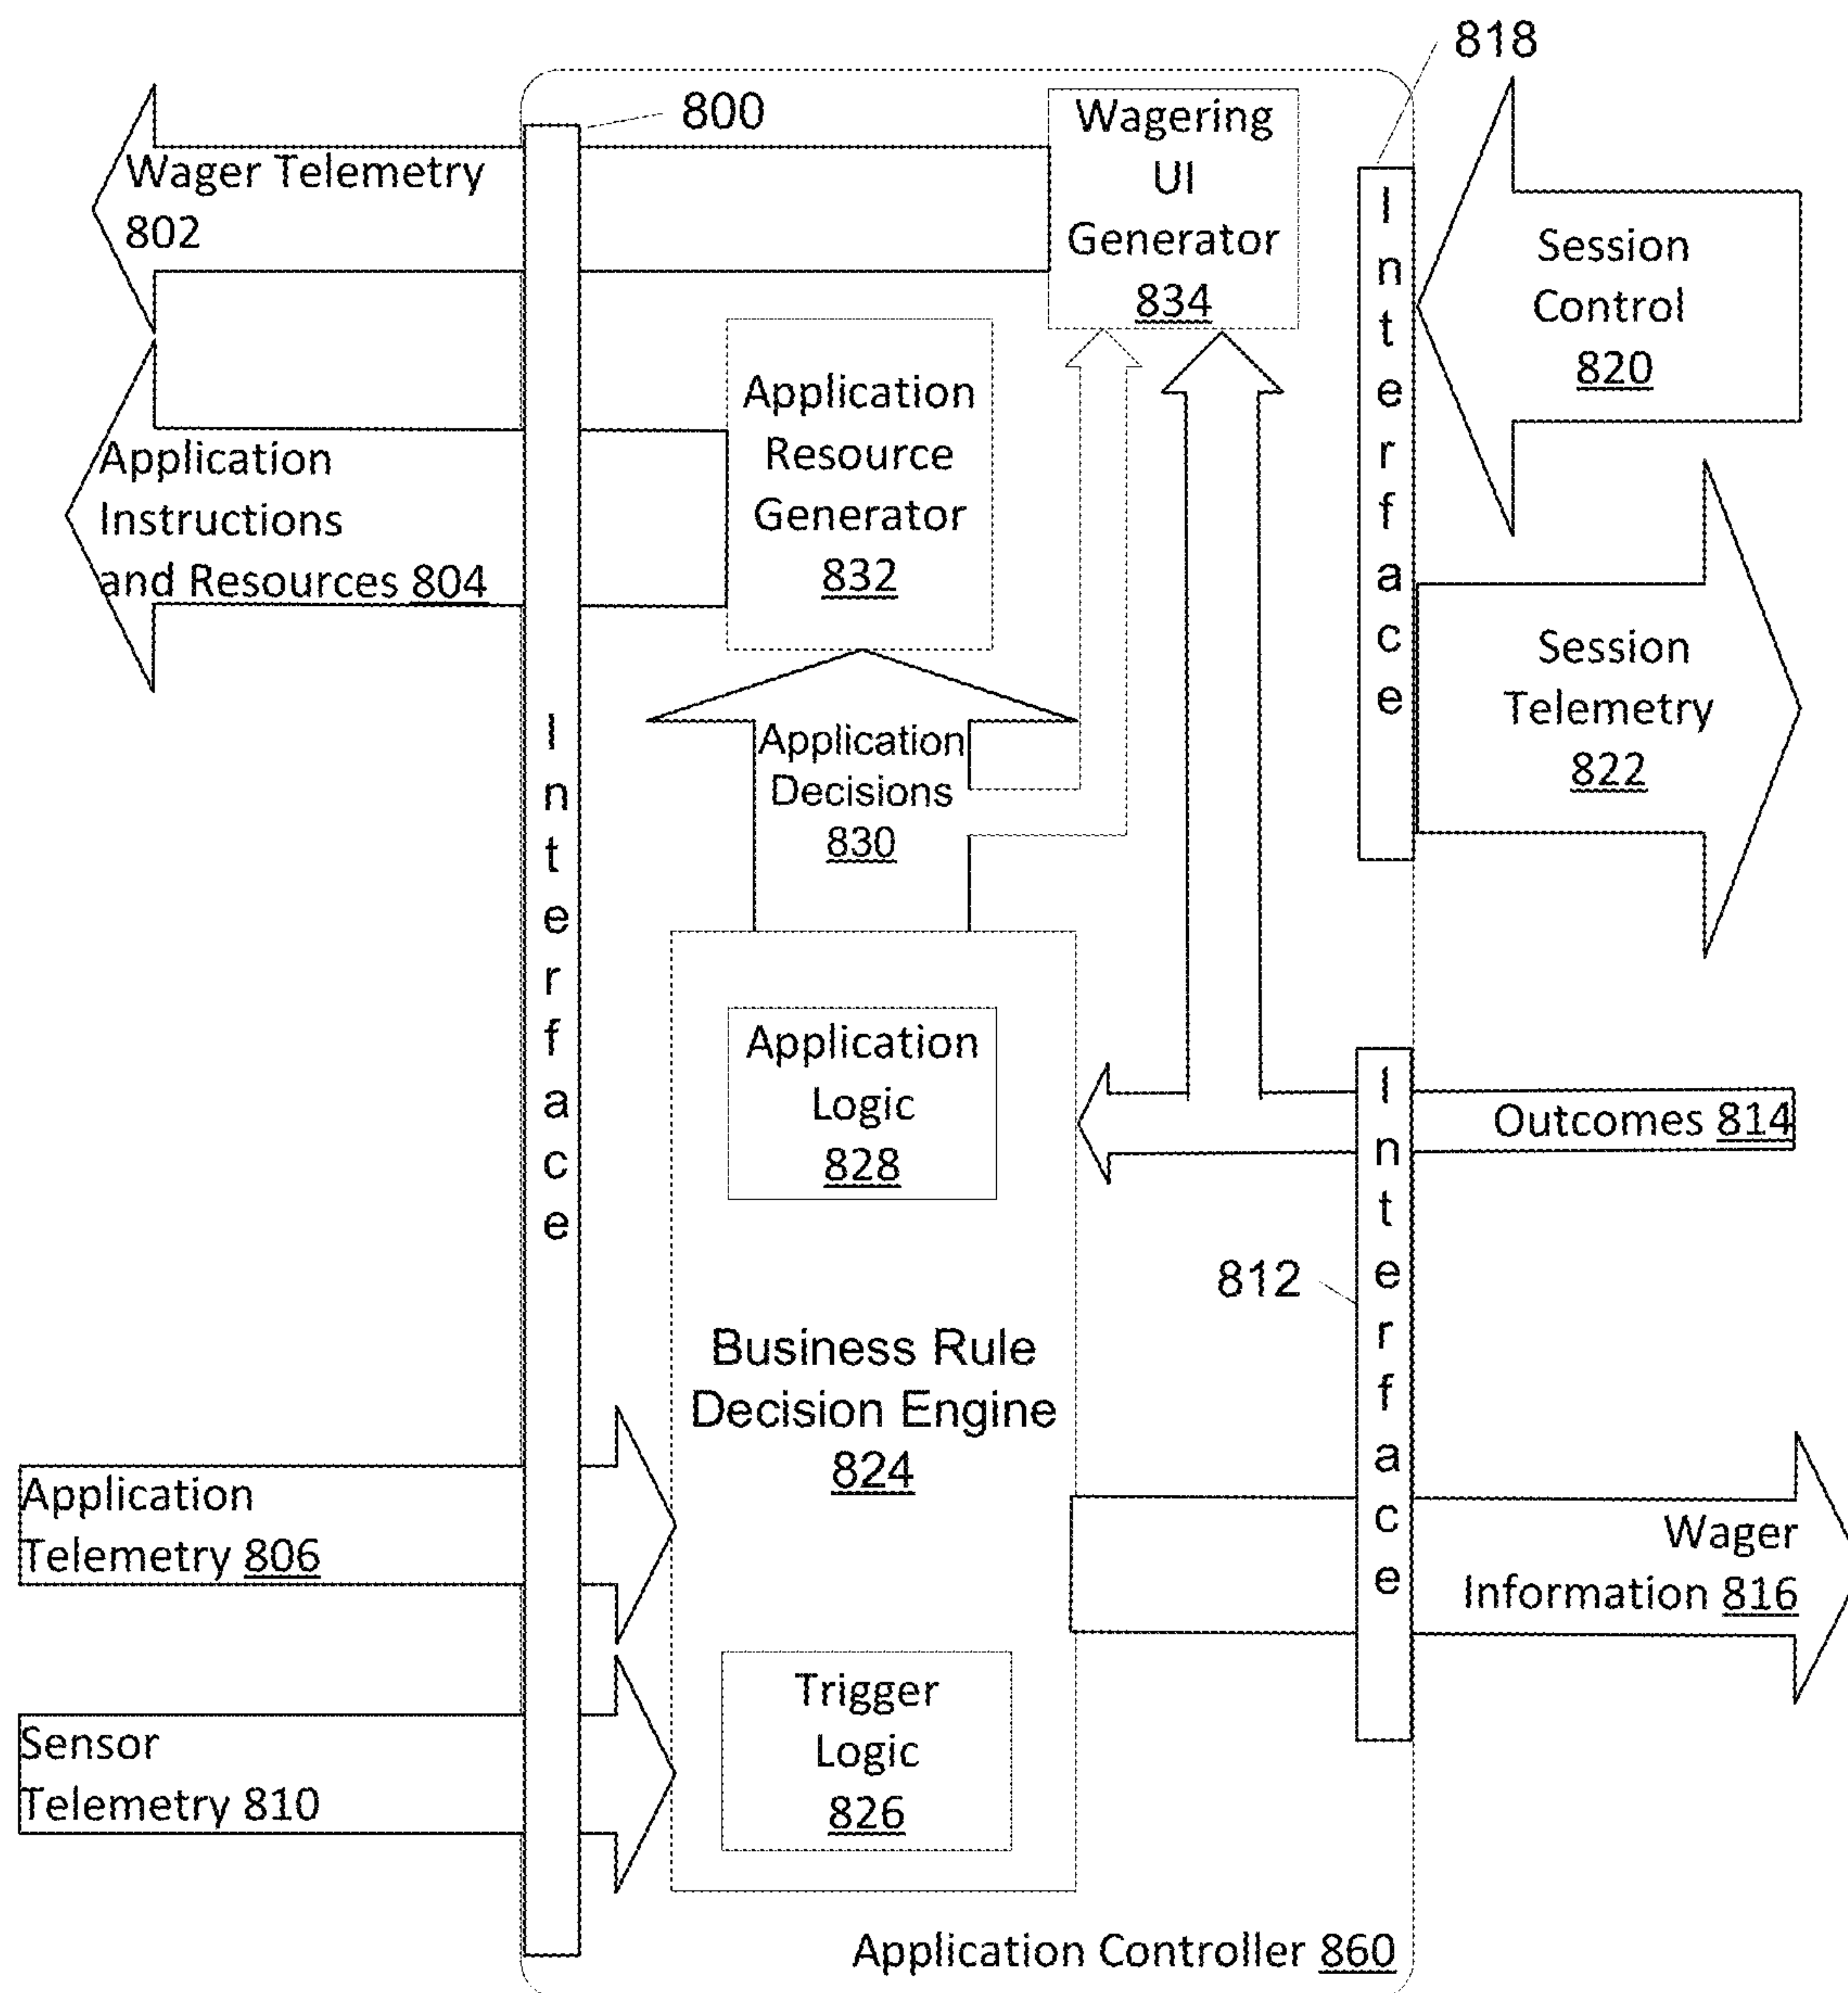 818
800
Wager Telemetry
802
Wagering
UI
Generator
834
Interface
Session
Control
820
Application
Instructions
and Resources 804
Application
Resource
Generator
832
Session
Telemetry
822
Interface
Application
Decisions
830
Application
Logic
828
Interface
Outcomes 814
812
Business Rule
Decision Engine
824
Application
Telemetry 806
Wager
Information 816
Trigger
Logic
826
Sensor
Telemetry 810
Application Controller 860